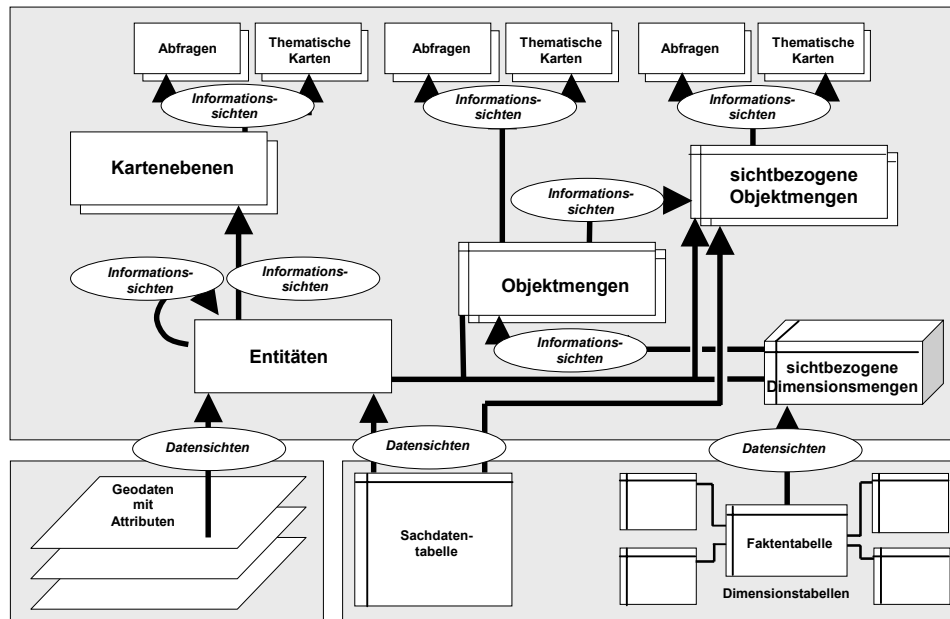 Abfragen
Thematische
Karten
Abfragen
Thematische
Karten
Abfragen
Thematische
Karten
Informations-
sichten
Informations-
sichten
Informations-
sichten
Kartenebenen
sichtbezogene
Objektmengen
Informations-
sichten
Informations-
sichten
Informations-
sichten
Objektmengen
Entitäten
Informations-
sichten
sichtbezogene
Dimensionsmengen
Datensichten
Datensichten
Datensichten
Geodaten
mit
Attributen
Sachdaten-
tabelle
Faktentabelle
Dimensionstabellen